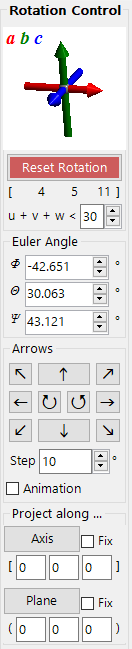 Rotation Control
a b c
Reset Rotation
[ 4 5 11 ]
u + v + w < 30
Euler Angle
Φ -42.651 °
Θ 30.063 °
Ψ 43.121 °
Arrows
↖ ↑ ↗
← ↻ ↺ →
↙ ↓ ↘
Step 10 °
Animation
Project along ...
Axis Fix
[ 0 0 0 ]
Plane Fix
( 0 0 0 )